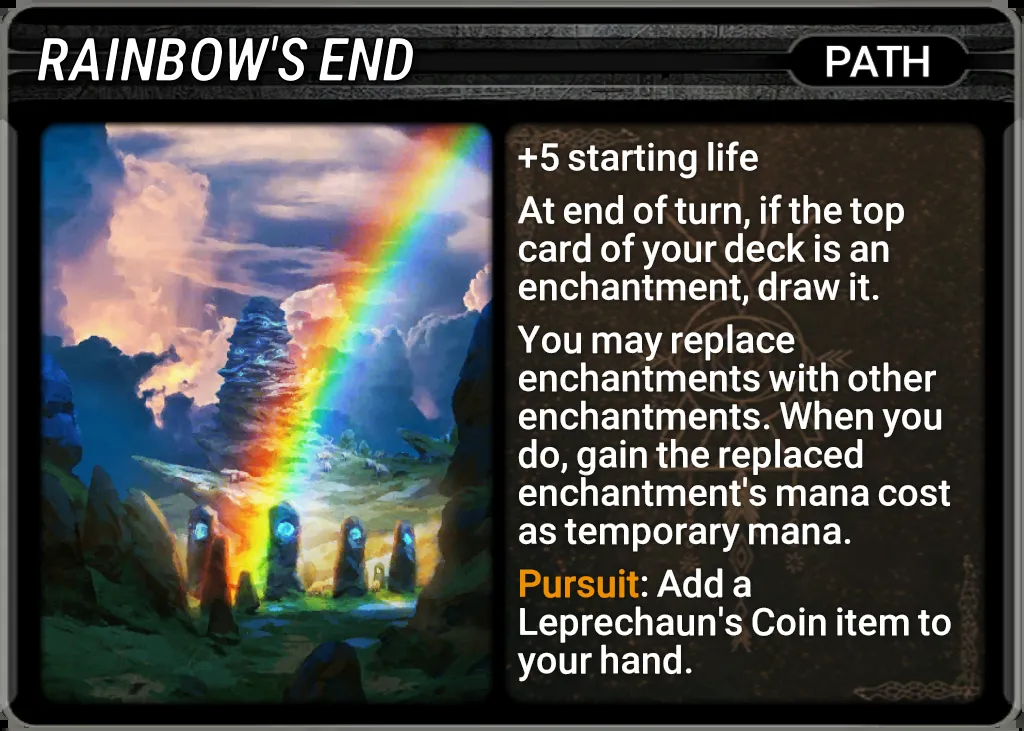 RAINBOW'S END
PATH
+5 starting life
At end of turn, if the top
card of your deck is an
enchantment, draw it.
You may replace
enchantments with other
enchantments. When you
do, gain the replaced
enchantment's mana cost
as temporary mana.
Pursuit: Add a
Leprechaun's Coin item to
your hand.